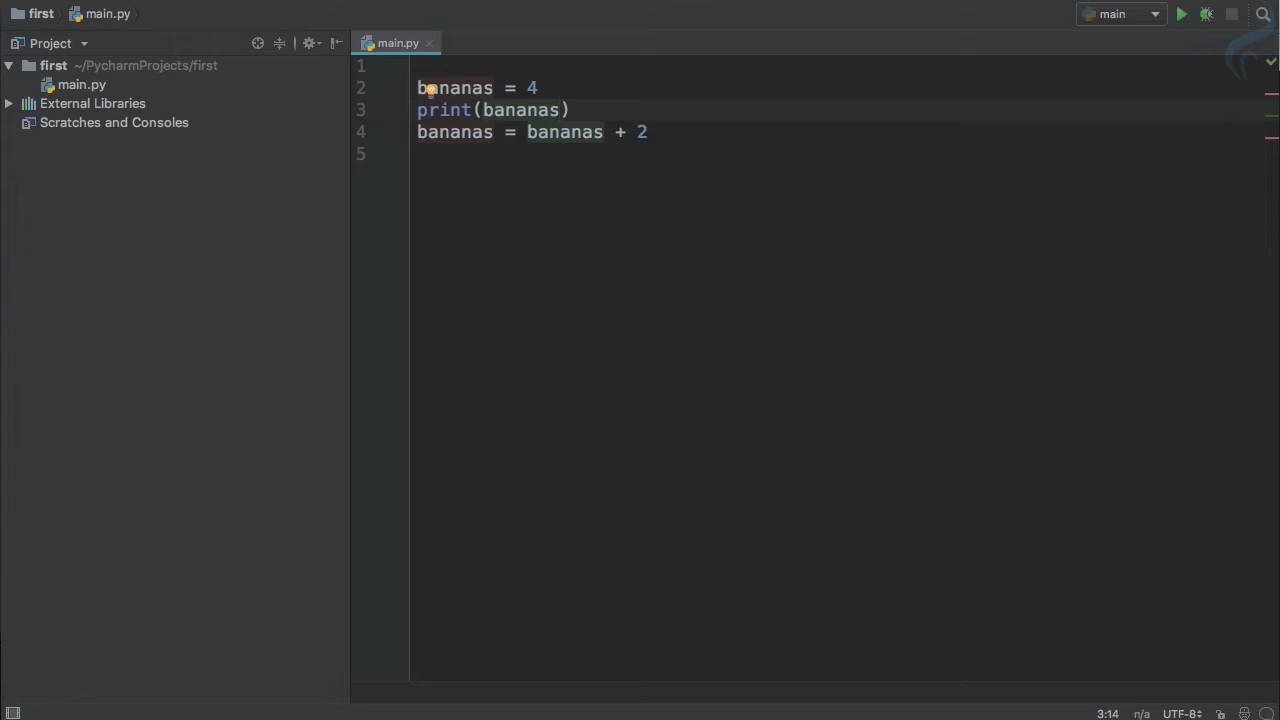 first main.py main
Project main.py
1
first ~/PycharmProjects/first
2 bananas = 4
main.py
3 print(bananas)
External Libraries
4 bananas = bananas + 2
Scratches and Consoles
5
3:14 n/a UTF-8